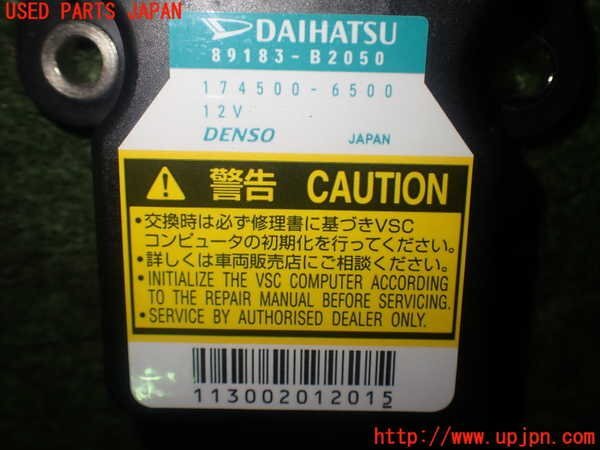 USED PARTS JAPAN
DAIHATSU
89183-B2050
174500-6500
12V
DENSO JAPAN
警告 CAUTION
•交換時は必ず修理書に基づきVSC
コンピュータの初期化を行ってください。
•詳しくは車両販売店にご相談ください。
•INITIALIZE THE VSC COMPUTER ACCORDING
TO THE REPAIR MANUAL BEFORE SERVICING.
•SERVICE BY AUTHORISED DEALER ONLY.
113002012015
http://www.upjpn.com/